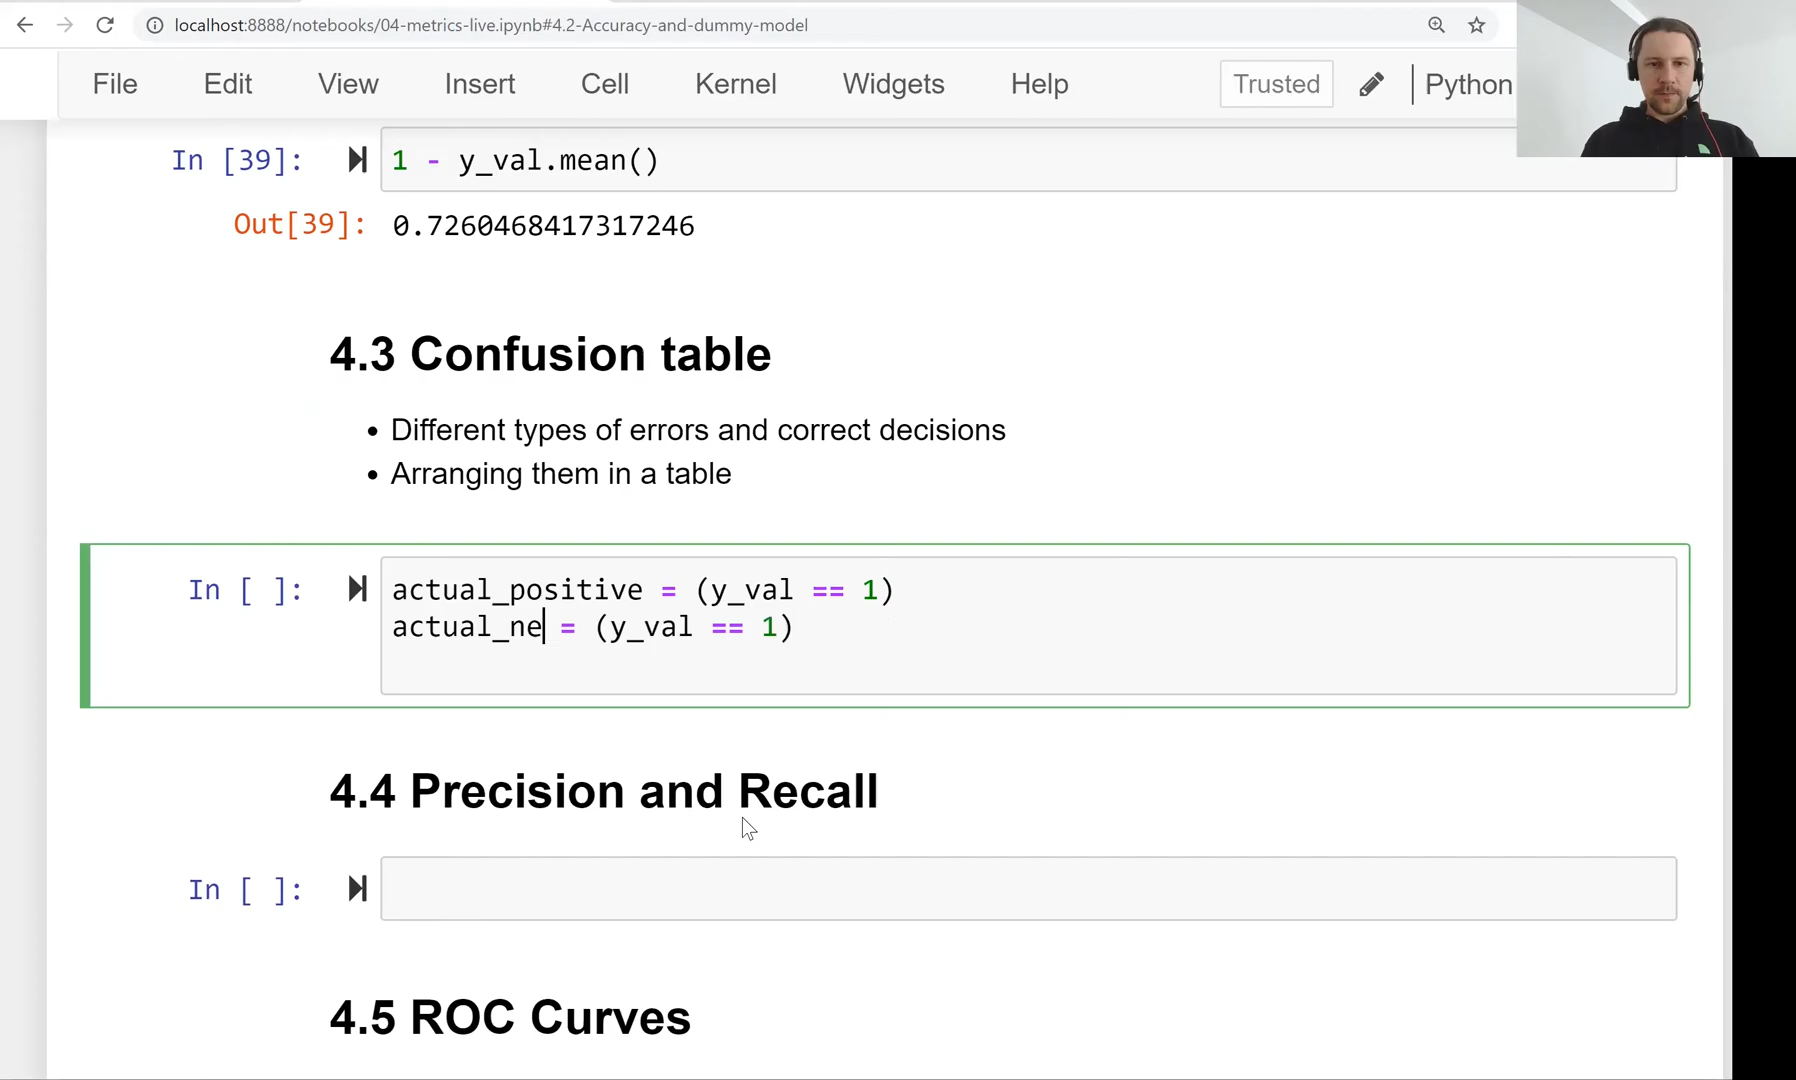 localhost:8888/notebooks/04-metrics-live.ipynb#4.2-Accuracy-and-dummy-model
File Edit View Insert Cell Kernel Widgets Help Trusted Python
In [39]: 1 - y_val.mean()
Out[39]: 0.7260468417317246
4.3 Confusion table
• Different types of errors and correct decisions
• Arranging them in a table
In [ ]: actual_positive = (y_val == 1)
actual_ne = (y_val == 1)
4.4 Precision and Recall
In [ ]:
4.5 ROC Curves